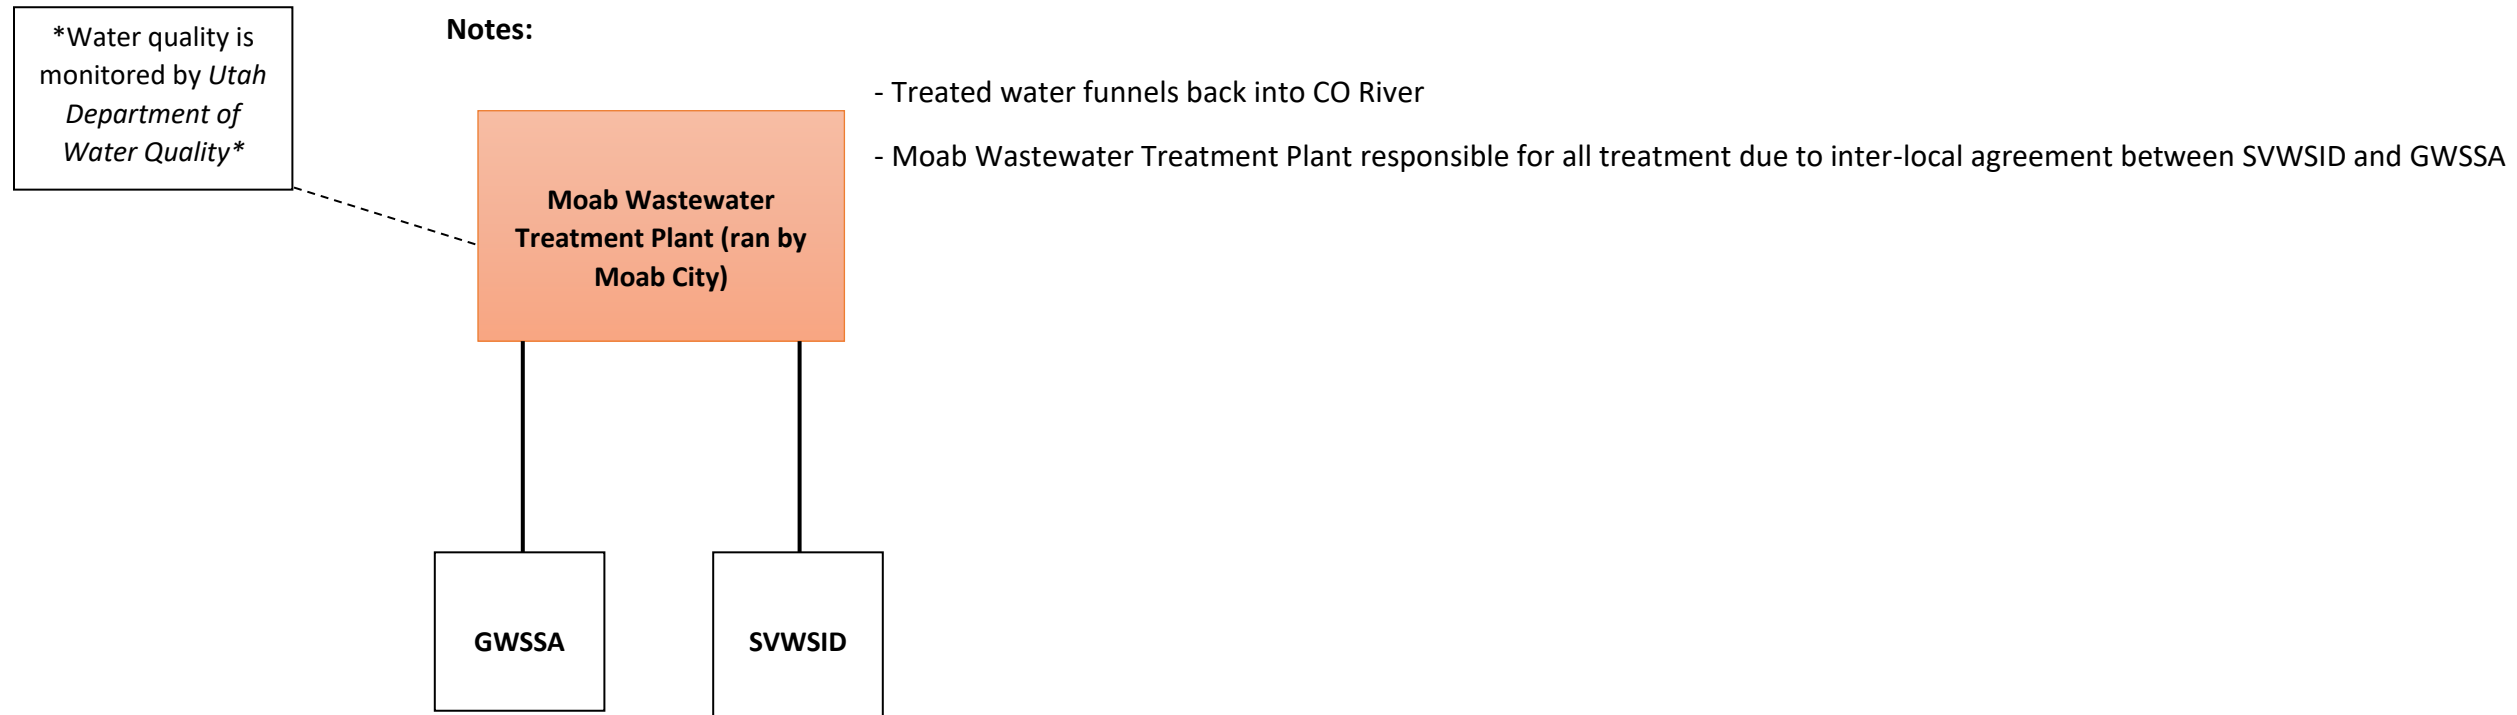 *Water quality is
monitored by Utah
Department of
Water Quality*
Notes:
- Treated water funnels back into CO River
- Moab Wastewater Treatment Plant responsible for all treatment due to inter-local agreement between SVWSID and GWSSA
Moab Wastewater
Treatment Plant (ran by
Moab City)
GWSSA
SVWSID